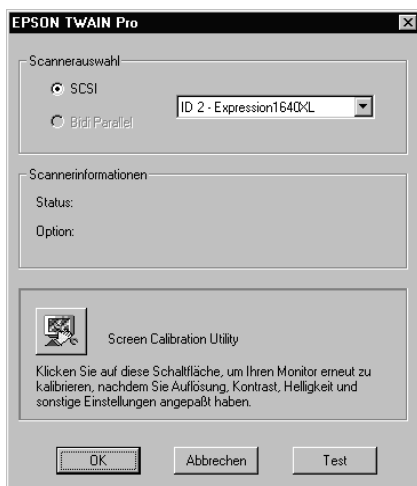 EPSON TWAIN Pro
Scannerauswahl
SCSI
ID 2 - Expression1640XL
Bidi Parallel
Scannerinformationen
Status:
Option:
Screen Calibration Utility
Klicken Sie auf diese Schaltfläche, um Ihren Monitor erneut zu
kalibrieren, nachdem Sie Auflösung, Kontrast, Helligkeit und
sonstige Einstellungen angepaßt haben.
OK
Abbrechen
Test